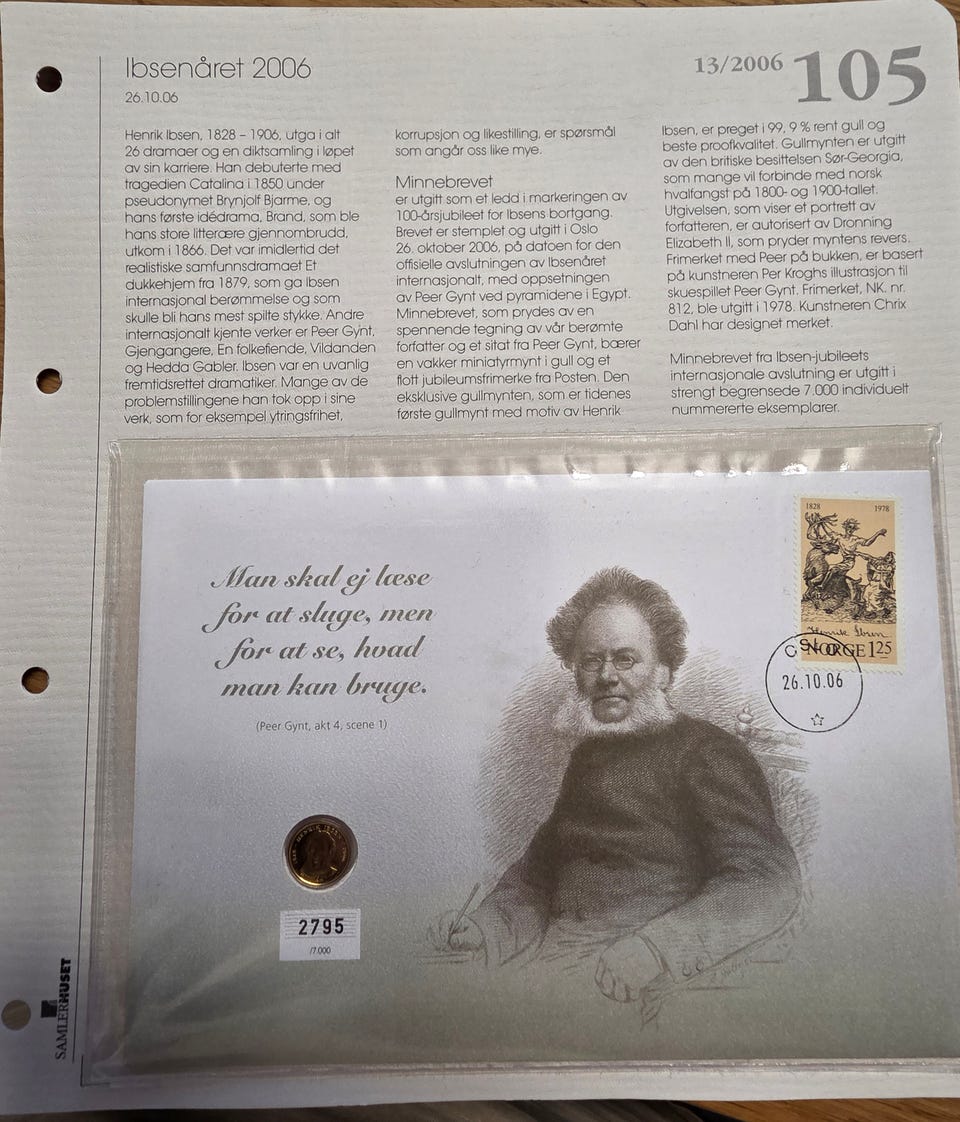 Ibsenåret 2006
26.10.06
13/2006 105
Henrik Ibsen, 1828 – 1906, utga i alt
26 dramaer og en diktsamling i løpet
av sin karriere. Han debuterte med
tragedien Catalina i 1850 under
pseudonymet Brynjolf Bjarme, og
hans første idédrama, Brand, som ble
hans store litterære gjennombrudd,
utkom i 1866. Det var imidlertid det
realistiske samfunnsdramaet Et
dukkehjem fra 1879, som ga Ibsen
internasjonal berømmelse og som
skulle bli hans mest spilte stykke. Andre
internasjonalt kjente verker er Peer Gynt,
Gjengangere, En folkefiende, Vildanden
og Hedda Gabler. Ibsen var en uvanlig
fremtidsrettet dramatiker. Mange av de
problemstillingene han tok opp i sine
verk, som for eksempel ytringsfrihet,
korrupsjon og likestilling, er spørsmål
som angår oss like mye.
Minnebrevet
er utgitt som et ledd i markeringen av
100-årsjubileet for Ibsens bortgang.
Brevet er stemplet og utgitt i Oslo
26. oktober 2006, på datoen for den
offisielle avslutningen av Ibsenåret
internasjonalt, med oppsetningen
av Peer Gynt ved pyramidene i Egypt.
Minnebrevet, som prydes av en
spennende tegning av vår berømte
forfatter og et sitat fra Peer Gynt, bærer
en vakker miniatyrmynt i gull og et
flott jubileumsfrimerke fra Posten. Den
eksklusive gullmynten, som er tidenes
første gullmynt med motiv av Henrik
Ibsen, er preget i 99, 9 % rent gull og
beste proofkvalitet. Gullmynten er utgitt
av den britiske besittelsen Sør-Georgia,
som mange vil forbinde med norsk
hvalfangst på 1800- og 1900-tallet.
Utgivelsen, som viser et portrett av
forfatteren, er autorisert av Dronning
Elizabeth II, som pryder myntens revers.
Frimerket med Peer på bukken, er basert
på kunstneren Per Kroghs illustrasjon til
skuespillet Peer Gynt. Frimerket, NK. nr.
812, ble utgitt i 1978. Kunstneren Chrix
Dahl har designet merket.
Minnebrevet fra Ibsen-jubileets
internasjonale avslutning er utgitt i
strengt begrensede 7.000 individuelt
nummererte eksemplarer.
Man skal ej læse
for at sluge, men
for at se, hvad
man kan bruge.
(Peer Gynt, akt 4, scene 1)
1828 1978
Henrik Ibsen
NORGE 125
OSLO
26.10.06
HENRIK IBSEN
2795
/7.000
SAMLERHUSET